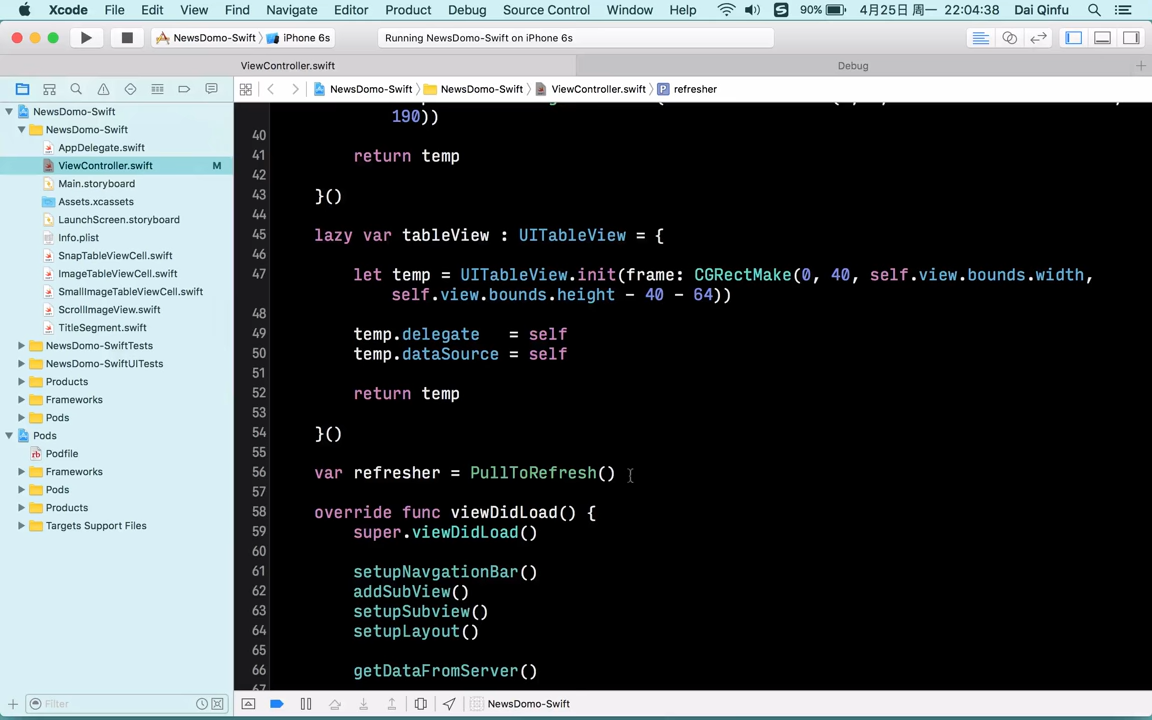 Xcode File Edit View Find Navigate Editor Product Debug Source Control Window Help 90% 4月25日 周一 22:04:38 Dai Qinfu
NewsDomo-Swift iPhone 6s Running NewsDomo-Swift on iPhone 6s
ViewController.swift Debug
NewsDomo-Swift NewsDomo-Swift ViewController.swift P refresher
NewsDomo-Swift
NewsDomo-Swift
AppDelegate.swift
ViewController.swift M
Main.storyboard
Assets.xcassets
LaunchScreen.storyboard
Info.plist
SnapTableViewCell.swift
ImageTableViewCell.swift
SmallImageTableViewCell.swift
ScrollImageView.swift
TitleSegment.swift
NewsDomo-SwiftTests
NewsDomo-SwiftUITests
Products
Frameworks
Pods
Pods
Podfile
Frameworks
Pods
Products
Targets Support Files
Filter
190))
40
41 return temp
42
43 }()
44
45 lazy var tableView : UITableView = {
46
47 let temp = UITableView.init(frame: CGRectMake(0, 40, self.view.bounds.width,
self.view.bounds.height - 40 - 64))
48
49 temp.delegate = self
50 temp.dataSource = self
51
52 return temp
53
54 }()
55
56 var refresher = PullToRefresh()
57
58 override func viewDidLoad() {
59 super.viewDidLoad()
60
61 setupNavgationBar()
62 addSubView()
63 setupSubview()
64 setupLayout()
65
66 getDataFromServer()
67
NewsDomo-Swift